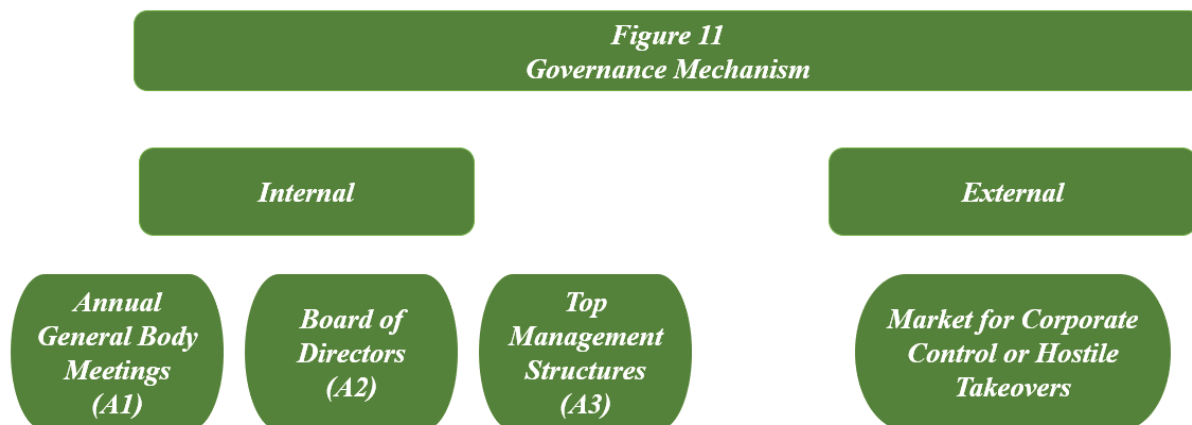 Figure 11
Governance Mechanism
Internal
External
Annual
General Body
Meetings
(A1)
Board of
Directors
(A2)
Top
Management
Structures
(A3)
Market for Corporate
Control or Hostile
Takeovers